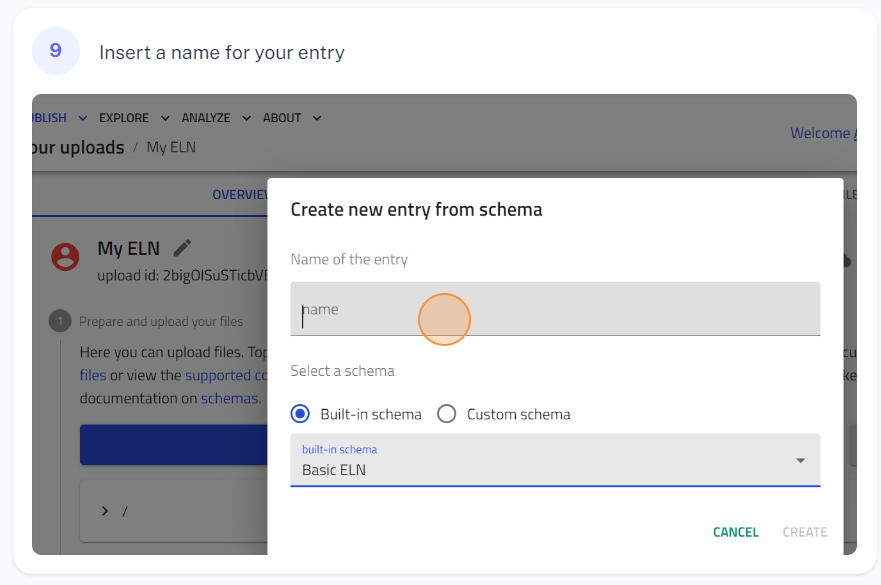 9 Insert a name for your entry
BLISH EXPLORE ANALYZE ABOUT
our uploads / My ELN
Welcome
OVERVIEW
Create new entry from schema
My ELN
upload id: 2bigOlSuSTicbV
Name of the entry
name
1 Prepare and upload your files
Here you can upload files. Top
files or view the supported co
documentation on schemas.
Select a schema
Built-in schema Custom schema
built-in schema
Basic ELN
/
CANCEL CREATE